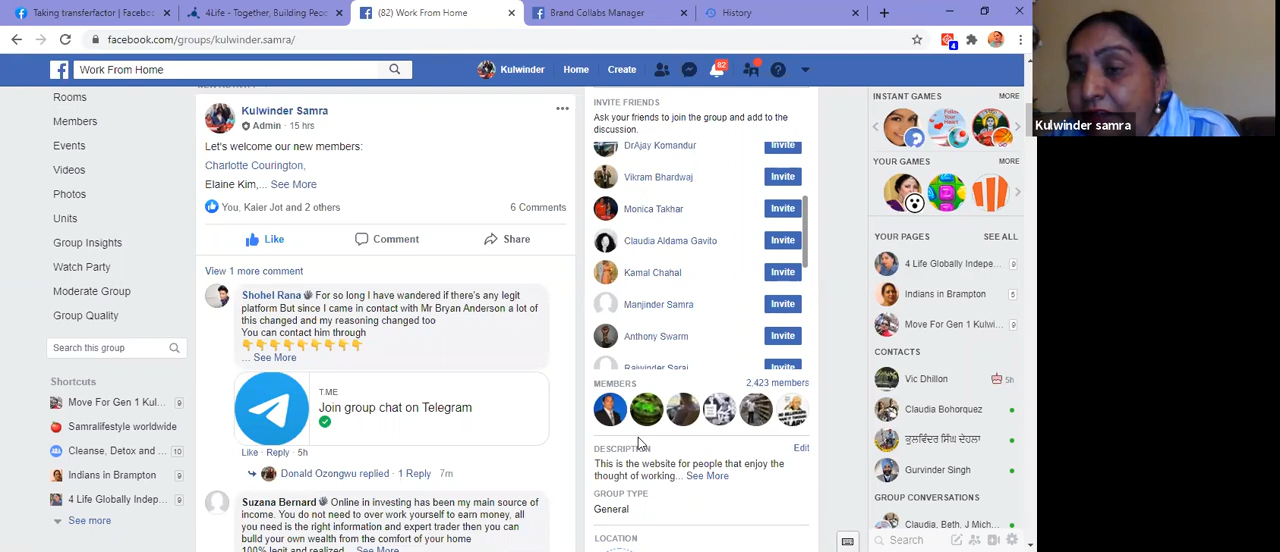 Taking transferfactor | Faceboo
4Life - Together, Building Peop
(82) Work From Home
Brand Collabs Manager
History
facebook.com/groups/kulwinder.samra/
4
Work From Home
Kulwinder
Home
Create
82
Rooms
Members
Events
Videos
Photos
Units
Group Insights
Watch Party
Moderate Group
Group Quality
Search this group
Shortcuts
Move For Gen 1 Kul... 9
Samralifestyle worldwide
Cleanse, Detox and ... 10
Indians in Brampton
4 Life Globally Indep... 9
See more
Kulwinder Samra
Admin · 15 hrs
Let's welcome our new members:
Charlotte Courington,
Elaine Kim,... See More
You, Kaler Jot and 2 others
6 Comments
Like
Comment
Share
View 1 more comment
Shohel Rana 👋 For so long I have wandered if there's any legit
platform But since I came in contact with Mr Bryan Anderson a lot of
this changed and my reasoning changed too
You can contact him through
👇👇👇👇👇👇👇👇👇
... See More
T.ME
Join group chat on Telegram
Like · Reply · 5h
Donald Ozongwu replied · 1 Reply 7m
Suzana Bernard 👋 Online in investing has been my main source of
income. You do not need to over work yourself to earn money, all
you need is the right information and expert trader then you can
build your own wealth from the comfort of your home
100% legit and realized... See More
INVITE FRIENDS
Ask your friends to join the group and add to the
discussion.
DrAjay Komandur Invite
Vikram Bhardwaj Invite
Monica Takhar Invite
Claudia Aldama Gavito Invite
Kamal Chahal Invite
Manjinder Samra Invite
Anthony Swarm Invite
Rajwinder Sarai Invite
MEMBERS
2,423 members
DESCRIPTION
Edit
This is the website for people that enjoy the
thought of working... See More
GROUP TYPE
General
LOCATION
INSTANT GAMES
MORE
YOUR GAMES
MORE
YOUR PAGES
SEE ALL
4 Life Globally Indepe... 9
Indians in Brampton 5
Move For Gen 1 Kulwi... 9
CONTACTS
Vic Dhillon 5h
Claudia Bohorquez
ਕੁਲਵਿੰਦਰ ਸਿੰਘ ਦੇਹਲਾ
Gurvinder Singh
GROUP CONVERSATIONS
Claudia, Beth, J Mich...
Search
Kulwinder samra